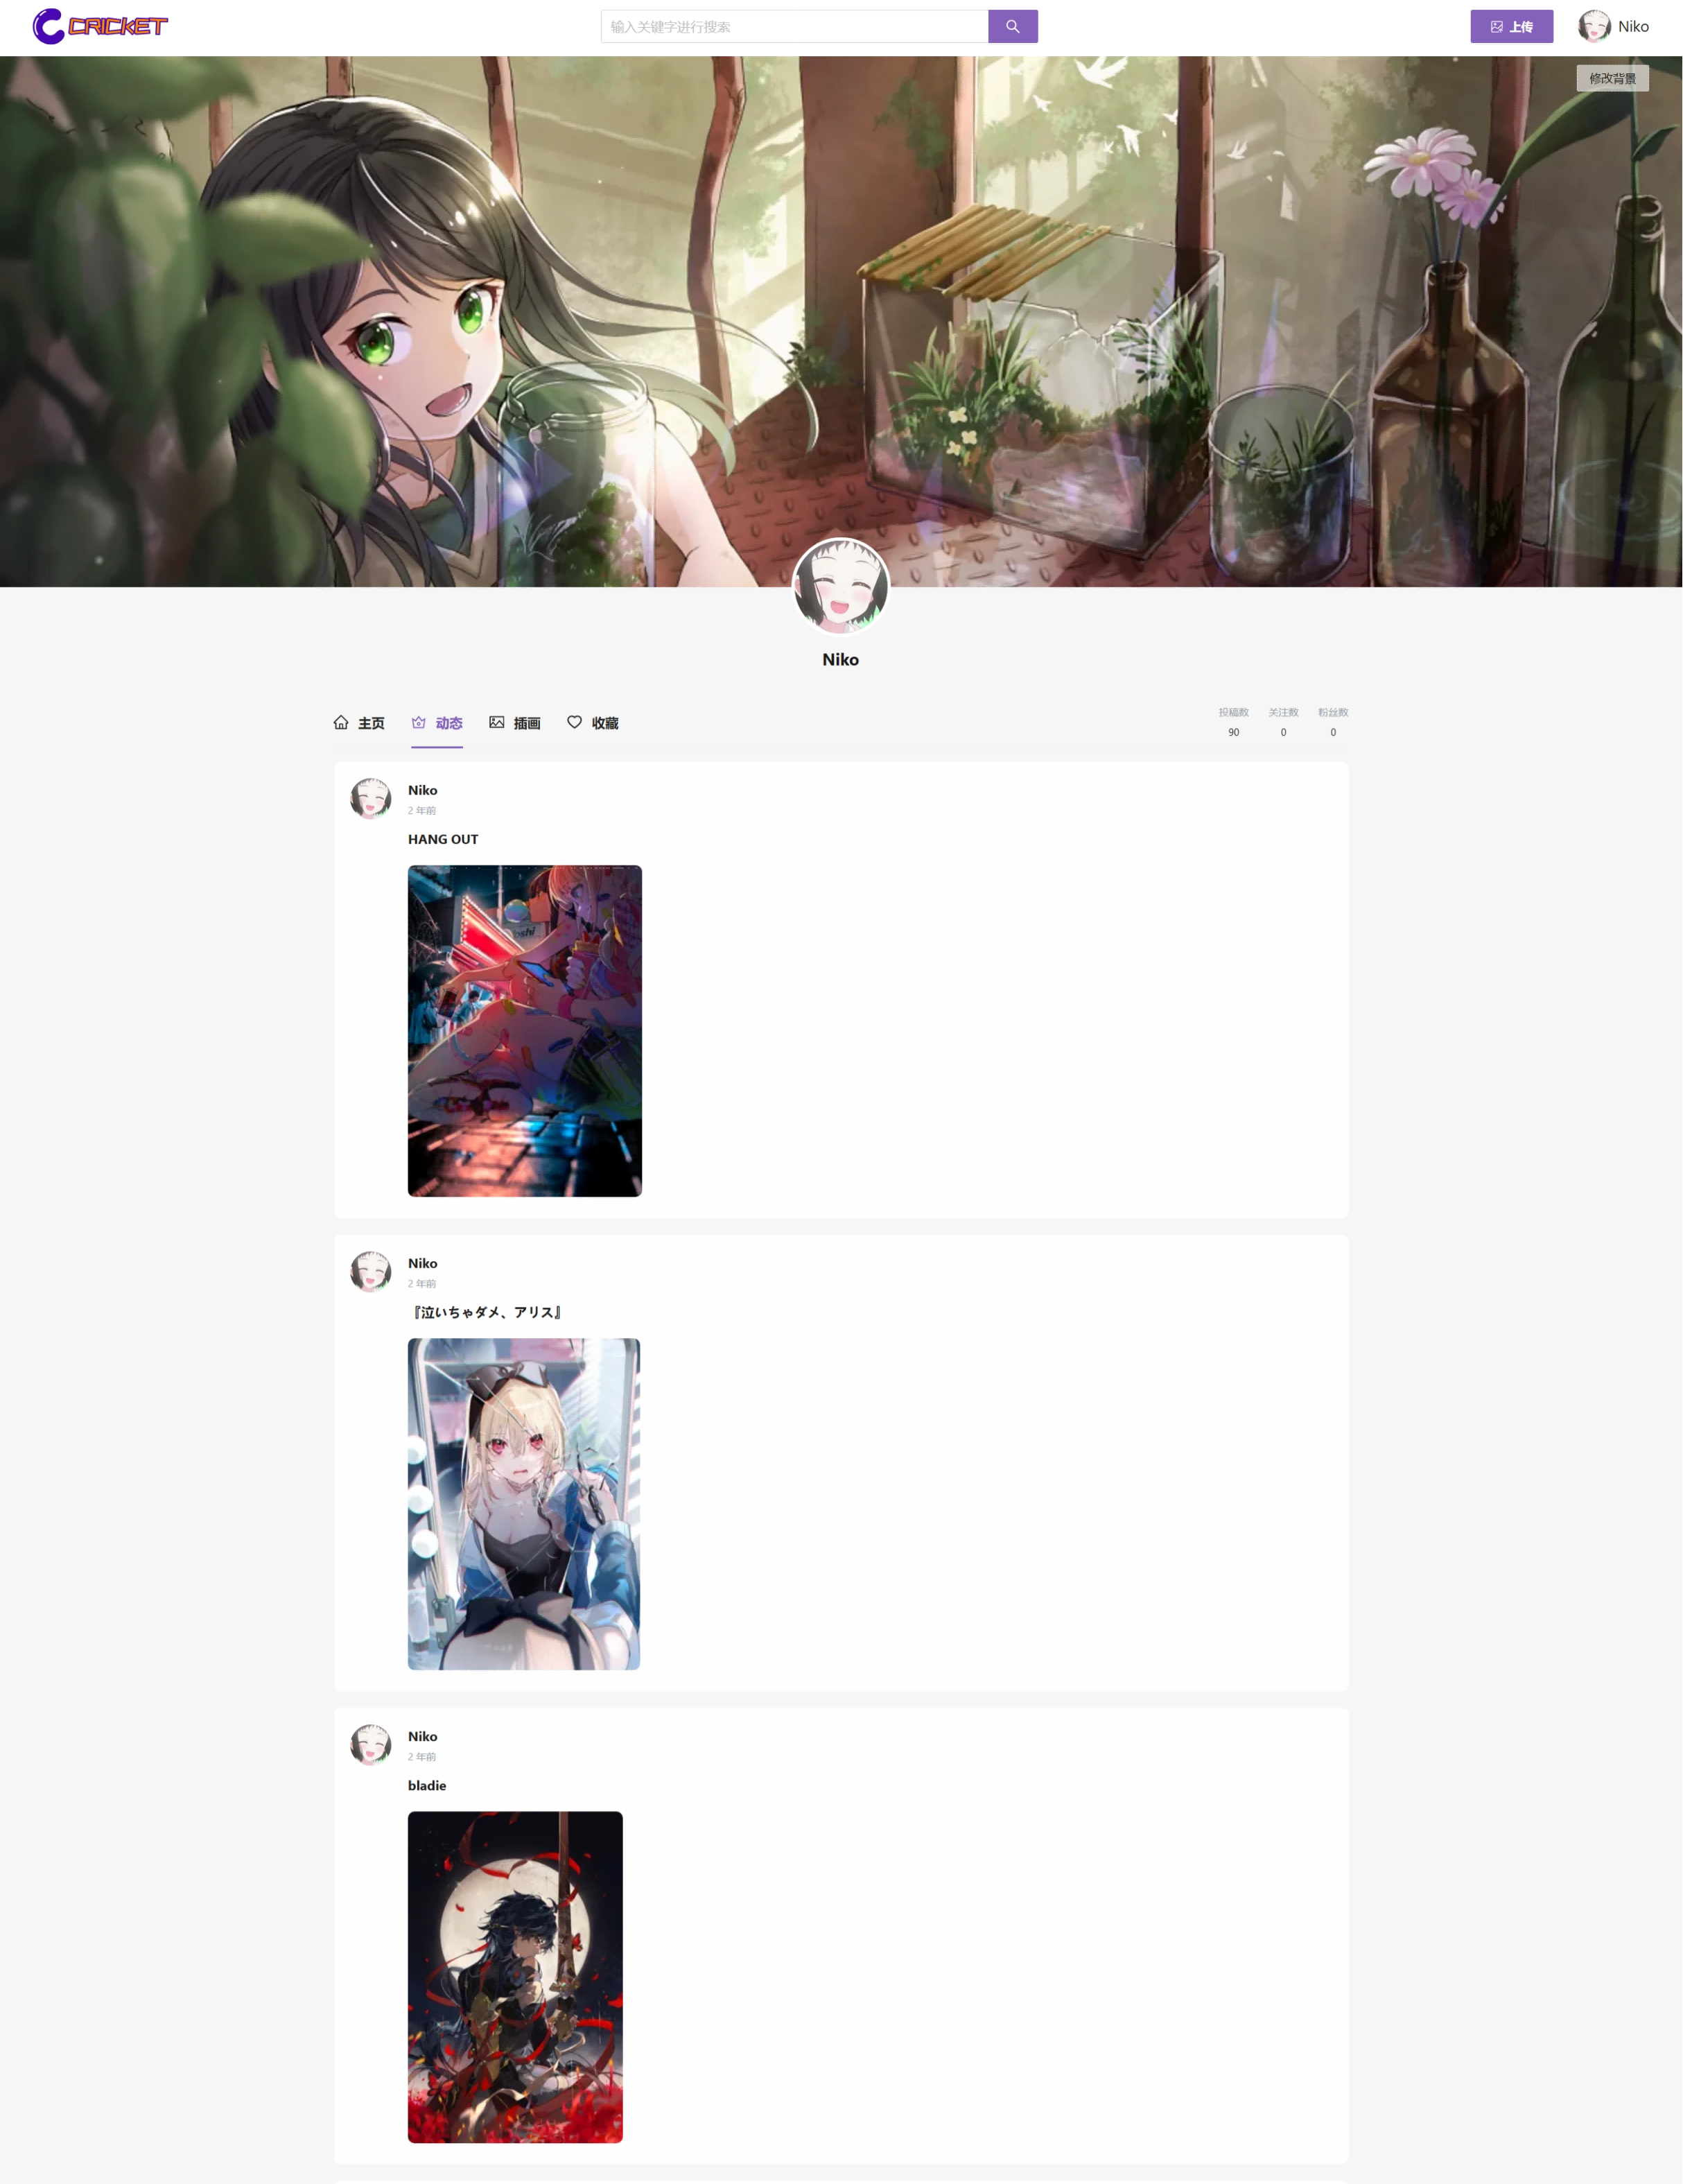 CRICKET
输入关键字进行搜索
上传
Niko
修改背景
Niko
主页
动态
插画
收藏
投稿数
关注数
粉丝数
90
0
0
Niko
2 年前
HANG OUT
oshi
Niko
2 年前
『泣いちゃダメ、アリス』
Niko
2 年前
bladie